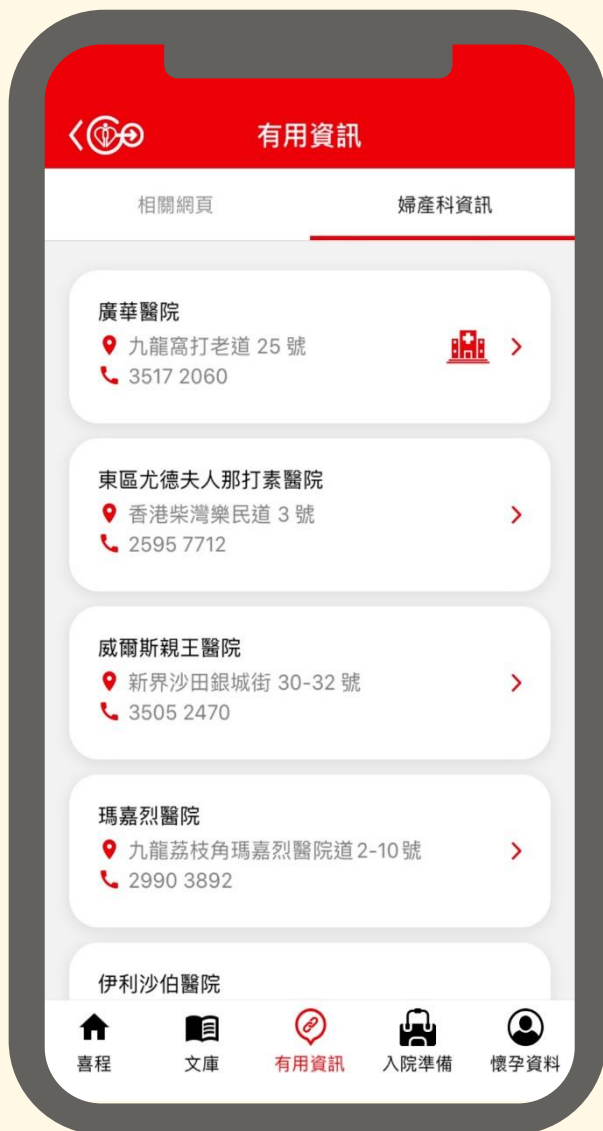 有用資訊
相關網頁
婦產科資訊
廣華醫院
九龍窩打老道 25 號
3517 2060
東區尤德夫人那打素醫院
香港柴灣樂民道 3 號
2595 7712
威爾斯親王醫院
新界沙田銀城街 30-32 號
3505 2470
瑪嘉烈醫院
九龍荔枝角瑪嘉烈醫院道 2-10 號
2990 3892
伊利沙伯醫院
喜程
文庫
有用資訊
入院準備
懷孕資料